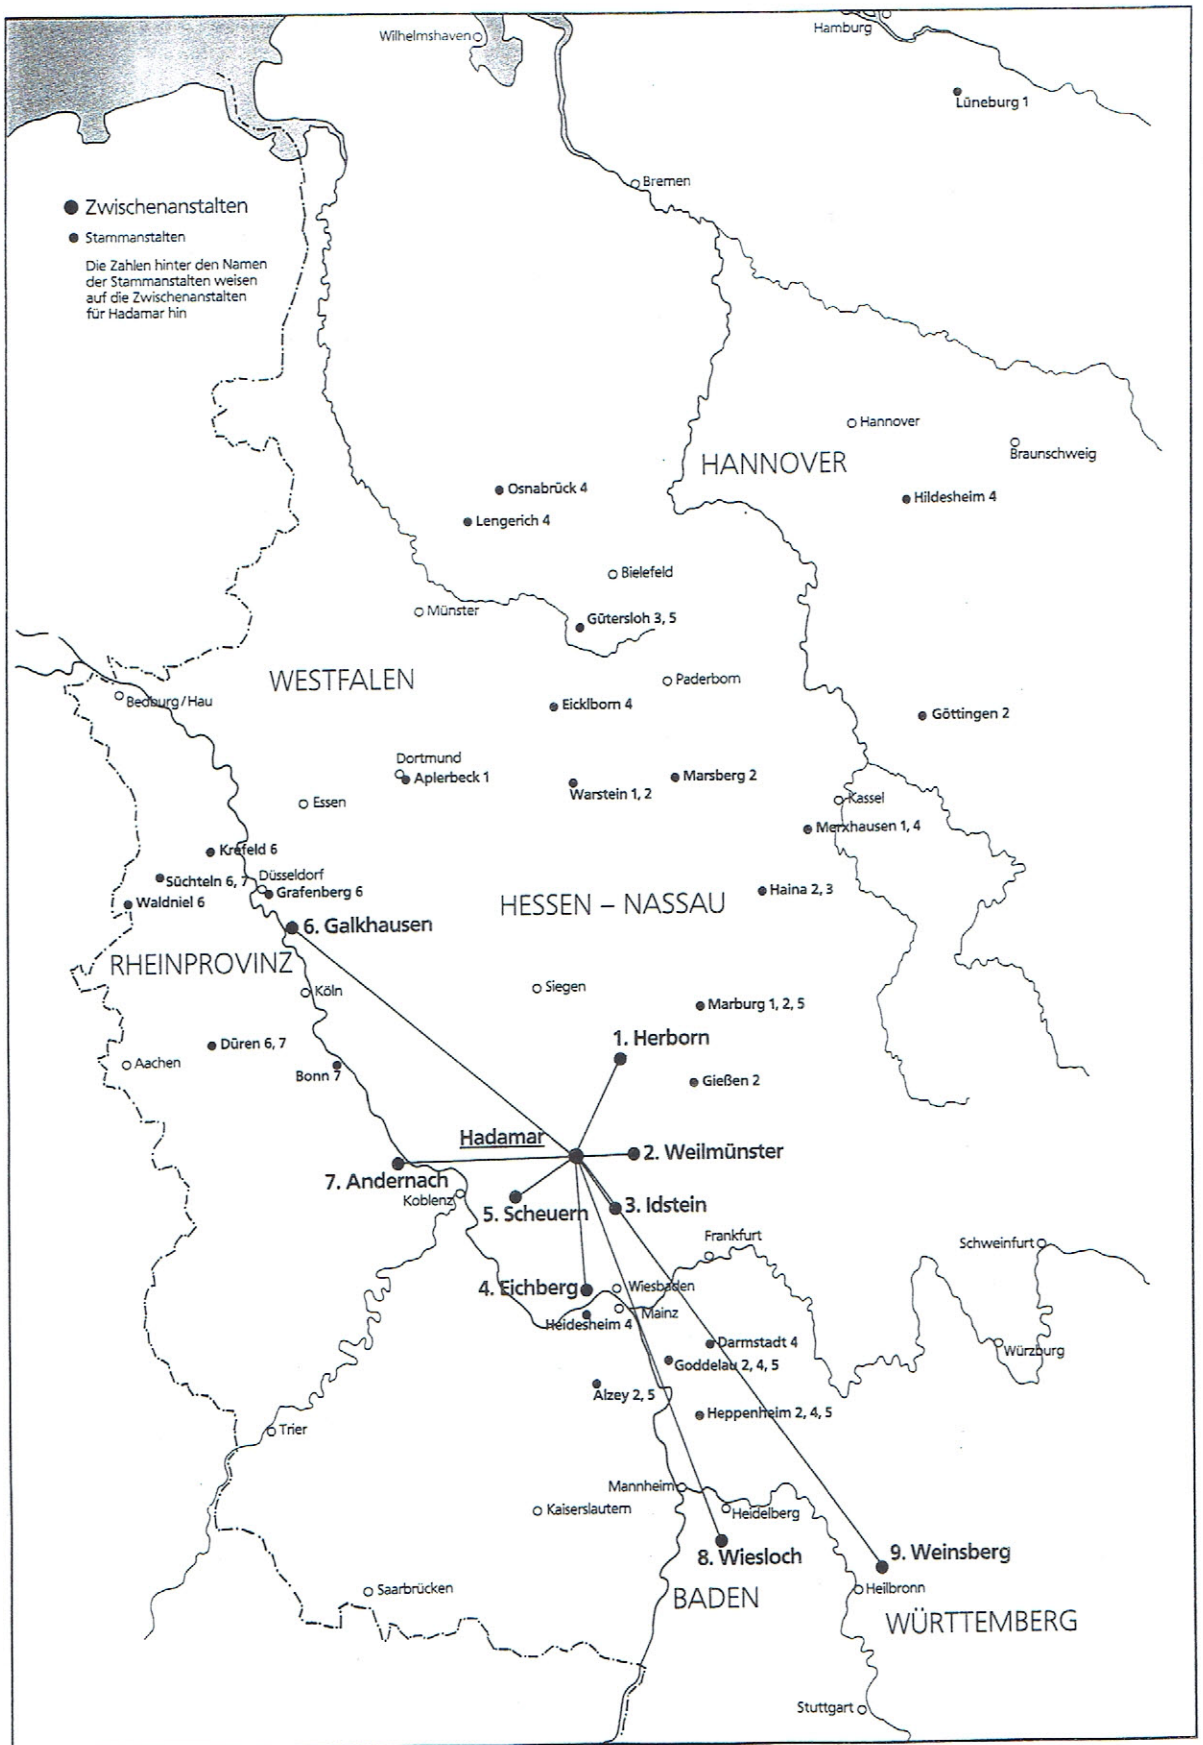 Wilhelmshaven
Hamburg
Lüneburg 1
Bremen
Zwischenanstalten
Stammanstalten
Die Zahlen hinter den Namen
der Stammanstalten weisen
auf die Zwischenanstalten
für Hadamar hin
Hannover
HANNOVER
Braunschweig
Osnabrück 4
Hildesheim 4
Lengerich 4
Bielefeld
Münster
Gütersloh 3, 5
WESTFALEN
Paderborn
Bedburg/Hau
Eicklborn 4
Göttingen 2
Dortmund
Aplerbeck 1
Marsberg 2
Warstein 1, 2
Essen
Kassel
Merxhausen 1, 4
Krefeld 6
Süchteln 6, 7
Düsseldorf
Grafenberg 6
Haina 2, 3
Waldniel 6
HESSEN – NASSAU
6. Galkhausen
RHEINPROVINZ
Köln
Siegen
Marburg 1, 2, 5
1. Herborn
Düren 6, 7
Aachen
Bonn 7
Gießen 2
Hadamar
2. Weilmünster
7. Andernach
Koblenz
5. Scheuern
3. Idstein
Frankfurt
Schweinfurt
4. Eichberg
Wiesbaden
Mainz
Heidesheim 4
Darmstadt 4
Würzburg
Goddelau 2, 4, 5
Alzey 2, 5
Heppenheim 2, 4, 5
Trier
Mannheim
Kaiserslautern
Heidelberg
8. Wiesloch
9. Weinsberg
Saarbrücken
Heilbronn
BADEN
WÜRTTEMBERG
Stuttgart